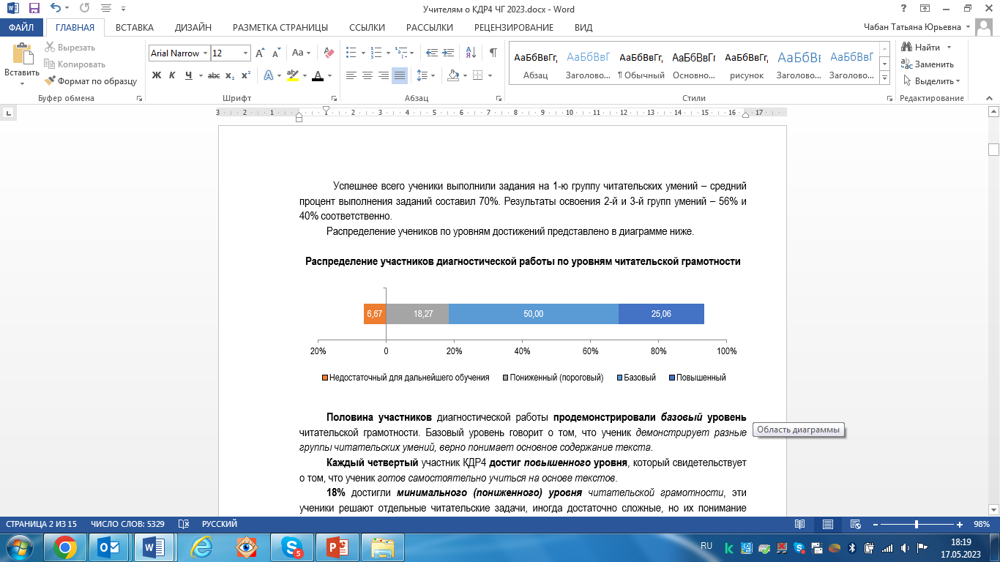 Учителям о КДР4 ЧГ 2023.docx - Word
ФАЙЛ ГЛАВНАЯ ВСТАВКА ДИЗАЙН РАЗМЕТКА СТРАНИЦЫ ССЫЛКИ РАССЫЛКИ РЕЦЕНЗИРОВАНИЕ ВИД Чабан Татьяна Юрьевна
Вставить
Вырезать
Копировать
Формат по образцу
Буфер обмена
Arial Narrow 12
Ж К Ч abc x₂ x²
Шрифт
Абзац
АаБбВвГг, АаБбВвГ АаБбВвГг, АаБбВвГг АаБбВвГг, АаБбВв АаБбВвГ
Абзац Заголово... ¶ Обычный Основно... рисунок Заголово... Заголово...
Стили
Найти
Заменить
Выделить
Редактирование
3 2 1 1 2 3 4 5 6 7 8 9 10 11 12 13 14 15 16 17
Успешнее всего ученики выполнили задания на 1-ю группу читательских умений – средний
процент выполнения заданий составил 70%. Результаты освоения 2-й и 3-й групп умений – 56% и
40% соответственно.
Распределение учеников по уровням достижений представлено в диаграмме ниже.
Распределение участников диагностической работы по уровням читательской грамотности
6,67 18,27 50,00 25,06
20% 0 20% 40% 60% 80% 100%
Недостаточный для дальнейшего обучения Пониженный (пороговый) Базовый Повышенный
Половина участников диагностической работы продемонстрировали базовый уровень
читательской грамотности. Базовый уровень говорит о том, что ученик демонстрирует разные
группы читательских умений, верно понимает основное содержание текста.
Область диаграммы
Каждый четвертый участник КДР4 достиг повышенного уровня, который свидетельствует
о том, что ученик готов самостоятельно учиться на основе текстов.
18% достигли минимального (пониженного) уровня читательской грамотности, эти
ученики решают отдельные читательские задачи, иногда достаточно сложные, но их понимание
СТРАНИЦА 2 ИЗ 15 ЧИСЛО СЛОВ: 5329 РУССКИЙ 98%
RU 18:19
17.05.2023